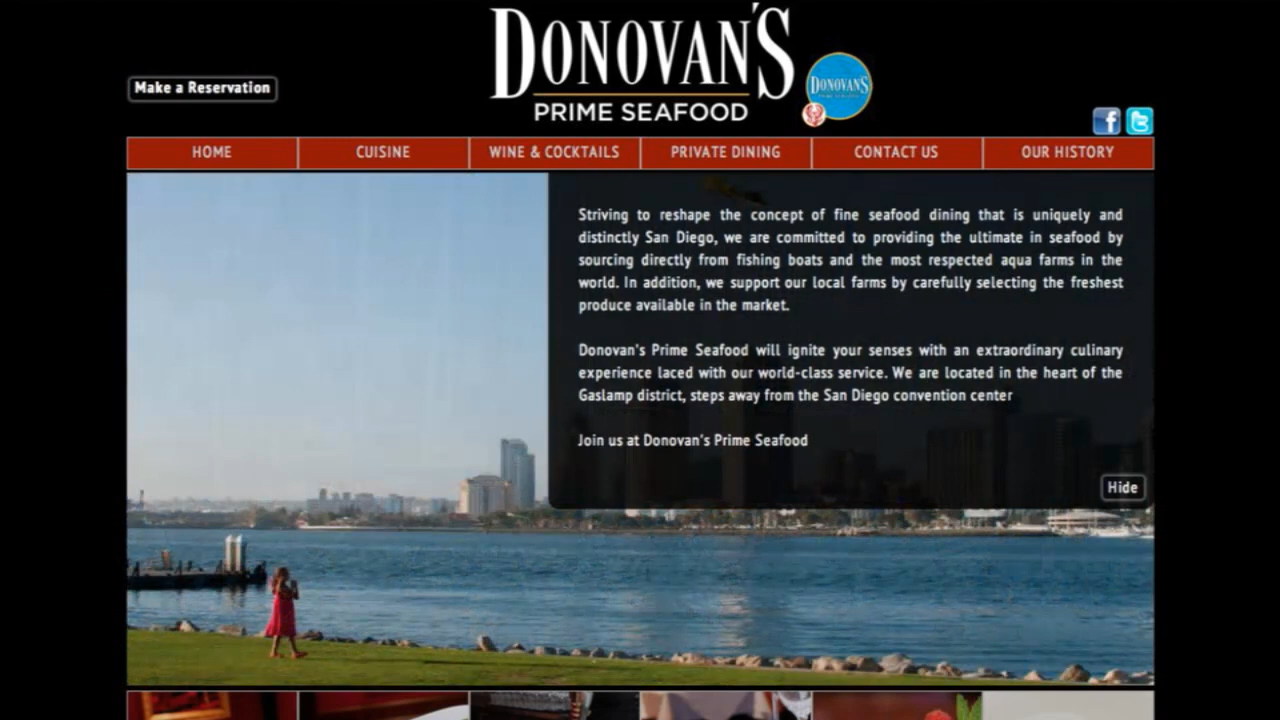 DONOVAN'S
PRIME SEAFOOD
DONOVAN'S
Make a Reservation
HOME
CUISINE
WINE & COCKTAILS
PRIVATE DINING
CONTACT US
OUR HISTORY
Striving to reshape the concept of fine seafood dining that is uniquely and
distinctly San Diego, we are committed to providing the ultimate in seafood by
sourcing directly from fishing boats and the most respected aqua farms in the
world. In addition, we support our local farms by carefully selecting the freshest
produce available in the market.
Donovan's Prime Seafood will ignite your senses with an extraordinary culinary
experience laced with our world-class service. We are located in the heart of the
Gaslamp district, steps away from the San Diego convention center
Join us at Donovan's Prime Seafood
Hide